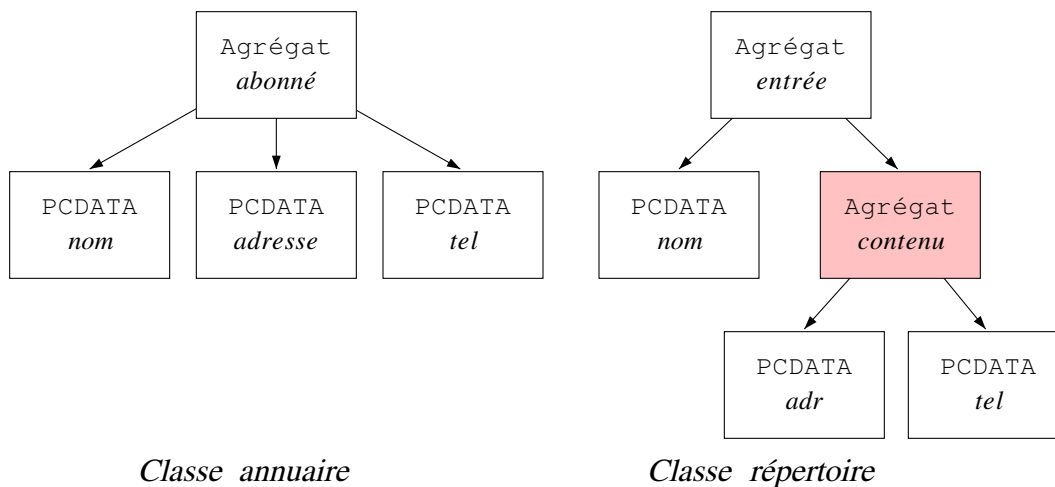 Agrégat
abonné
PCDATA
nom
PCDATA
adresse
PCDATA
tel
Classe annuaire
Agrégat
entrée
PCDATA
nom
Agrégat
contenu
PCDATA
adr
PCDATA
tel
Classe répertoire